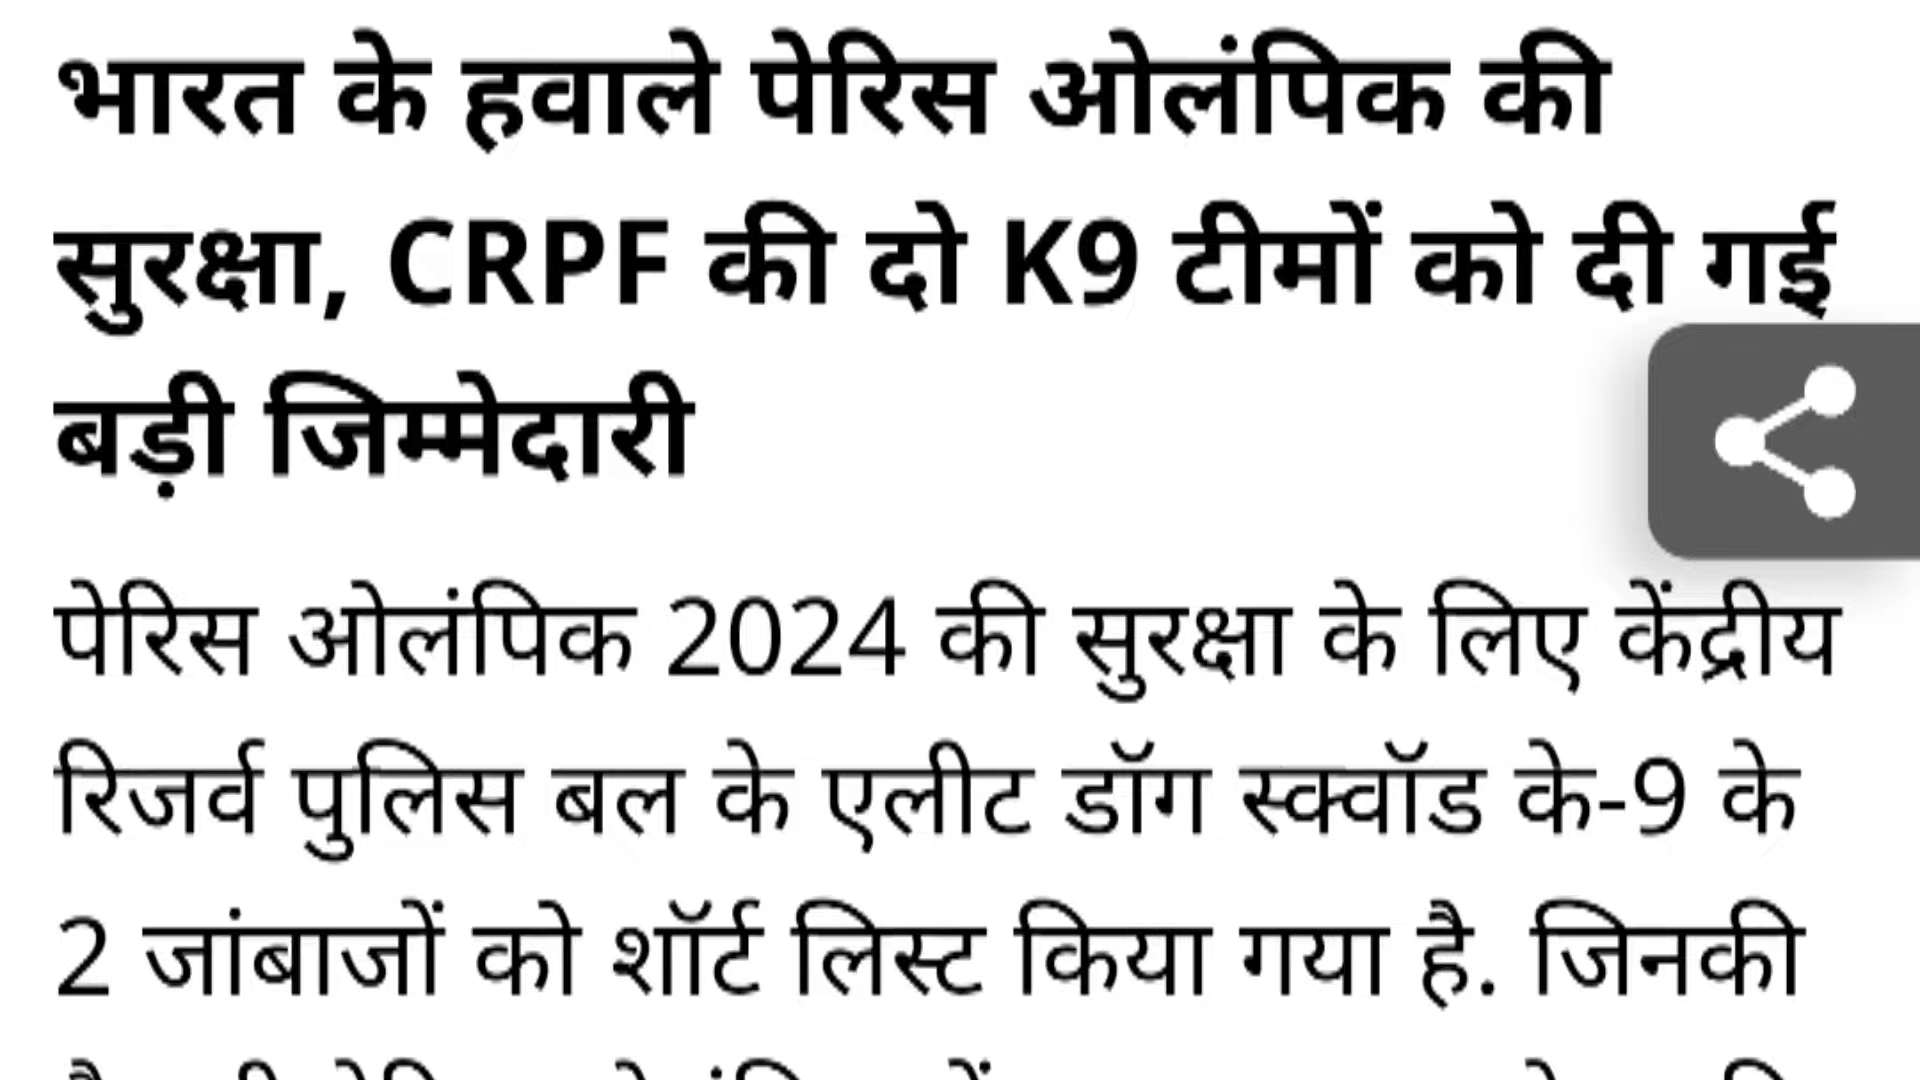 भारत के हवाले पेरिस ओलंपिक की
सुरक्षा, CRPF की दो K9 टीमों को दी गई
बड़ी जिम्मेदारी
पेरिस ओलंपिक 2024 की सुरक्षा के लिए केंद्रीय
रिजर्व पुलिस बल के एलीट डॉग स्क्वॉड के-9 के
2 जांबाजों को शॉर्ट लिस्ट किया गया है. जिनकी